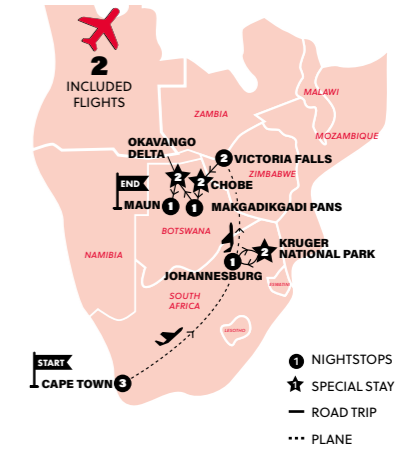 2
INCLUDED
FLIGHTS
MALAWI
ZAMBIA
MOZAMBIQUE
OKAVANGO
DELTA
2
VICTORIA FALLS
2
2
CHOBE
ZIMBABWE
END
MAUN
1
1
MAKGADIKGADI PANS
BOTSWANA
NAMIBIA
KRUGER
NATIONAL PARK
2
1
JOHANNESBURG
SOUTH
AFRICA
LESOTHO
START
CAPE TOWN
3
1
NIGHTSTOPS
1
SPECIAL STAY
ROAD TRIP
PLANE